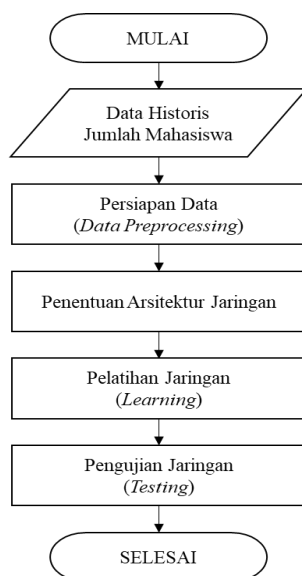 MULAI
Data Historis
Jumlah Mahasiswa
Persiapan Data
(Data Preprocessing)
Penentuan Arsitektur Jaringan
Pelatihan Jaringan
(Learning)
Pengujian Jaringan
(Testing)
SELESAI